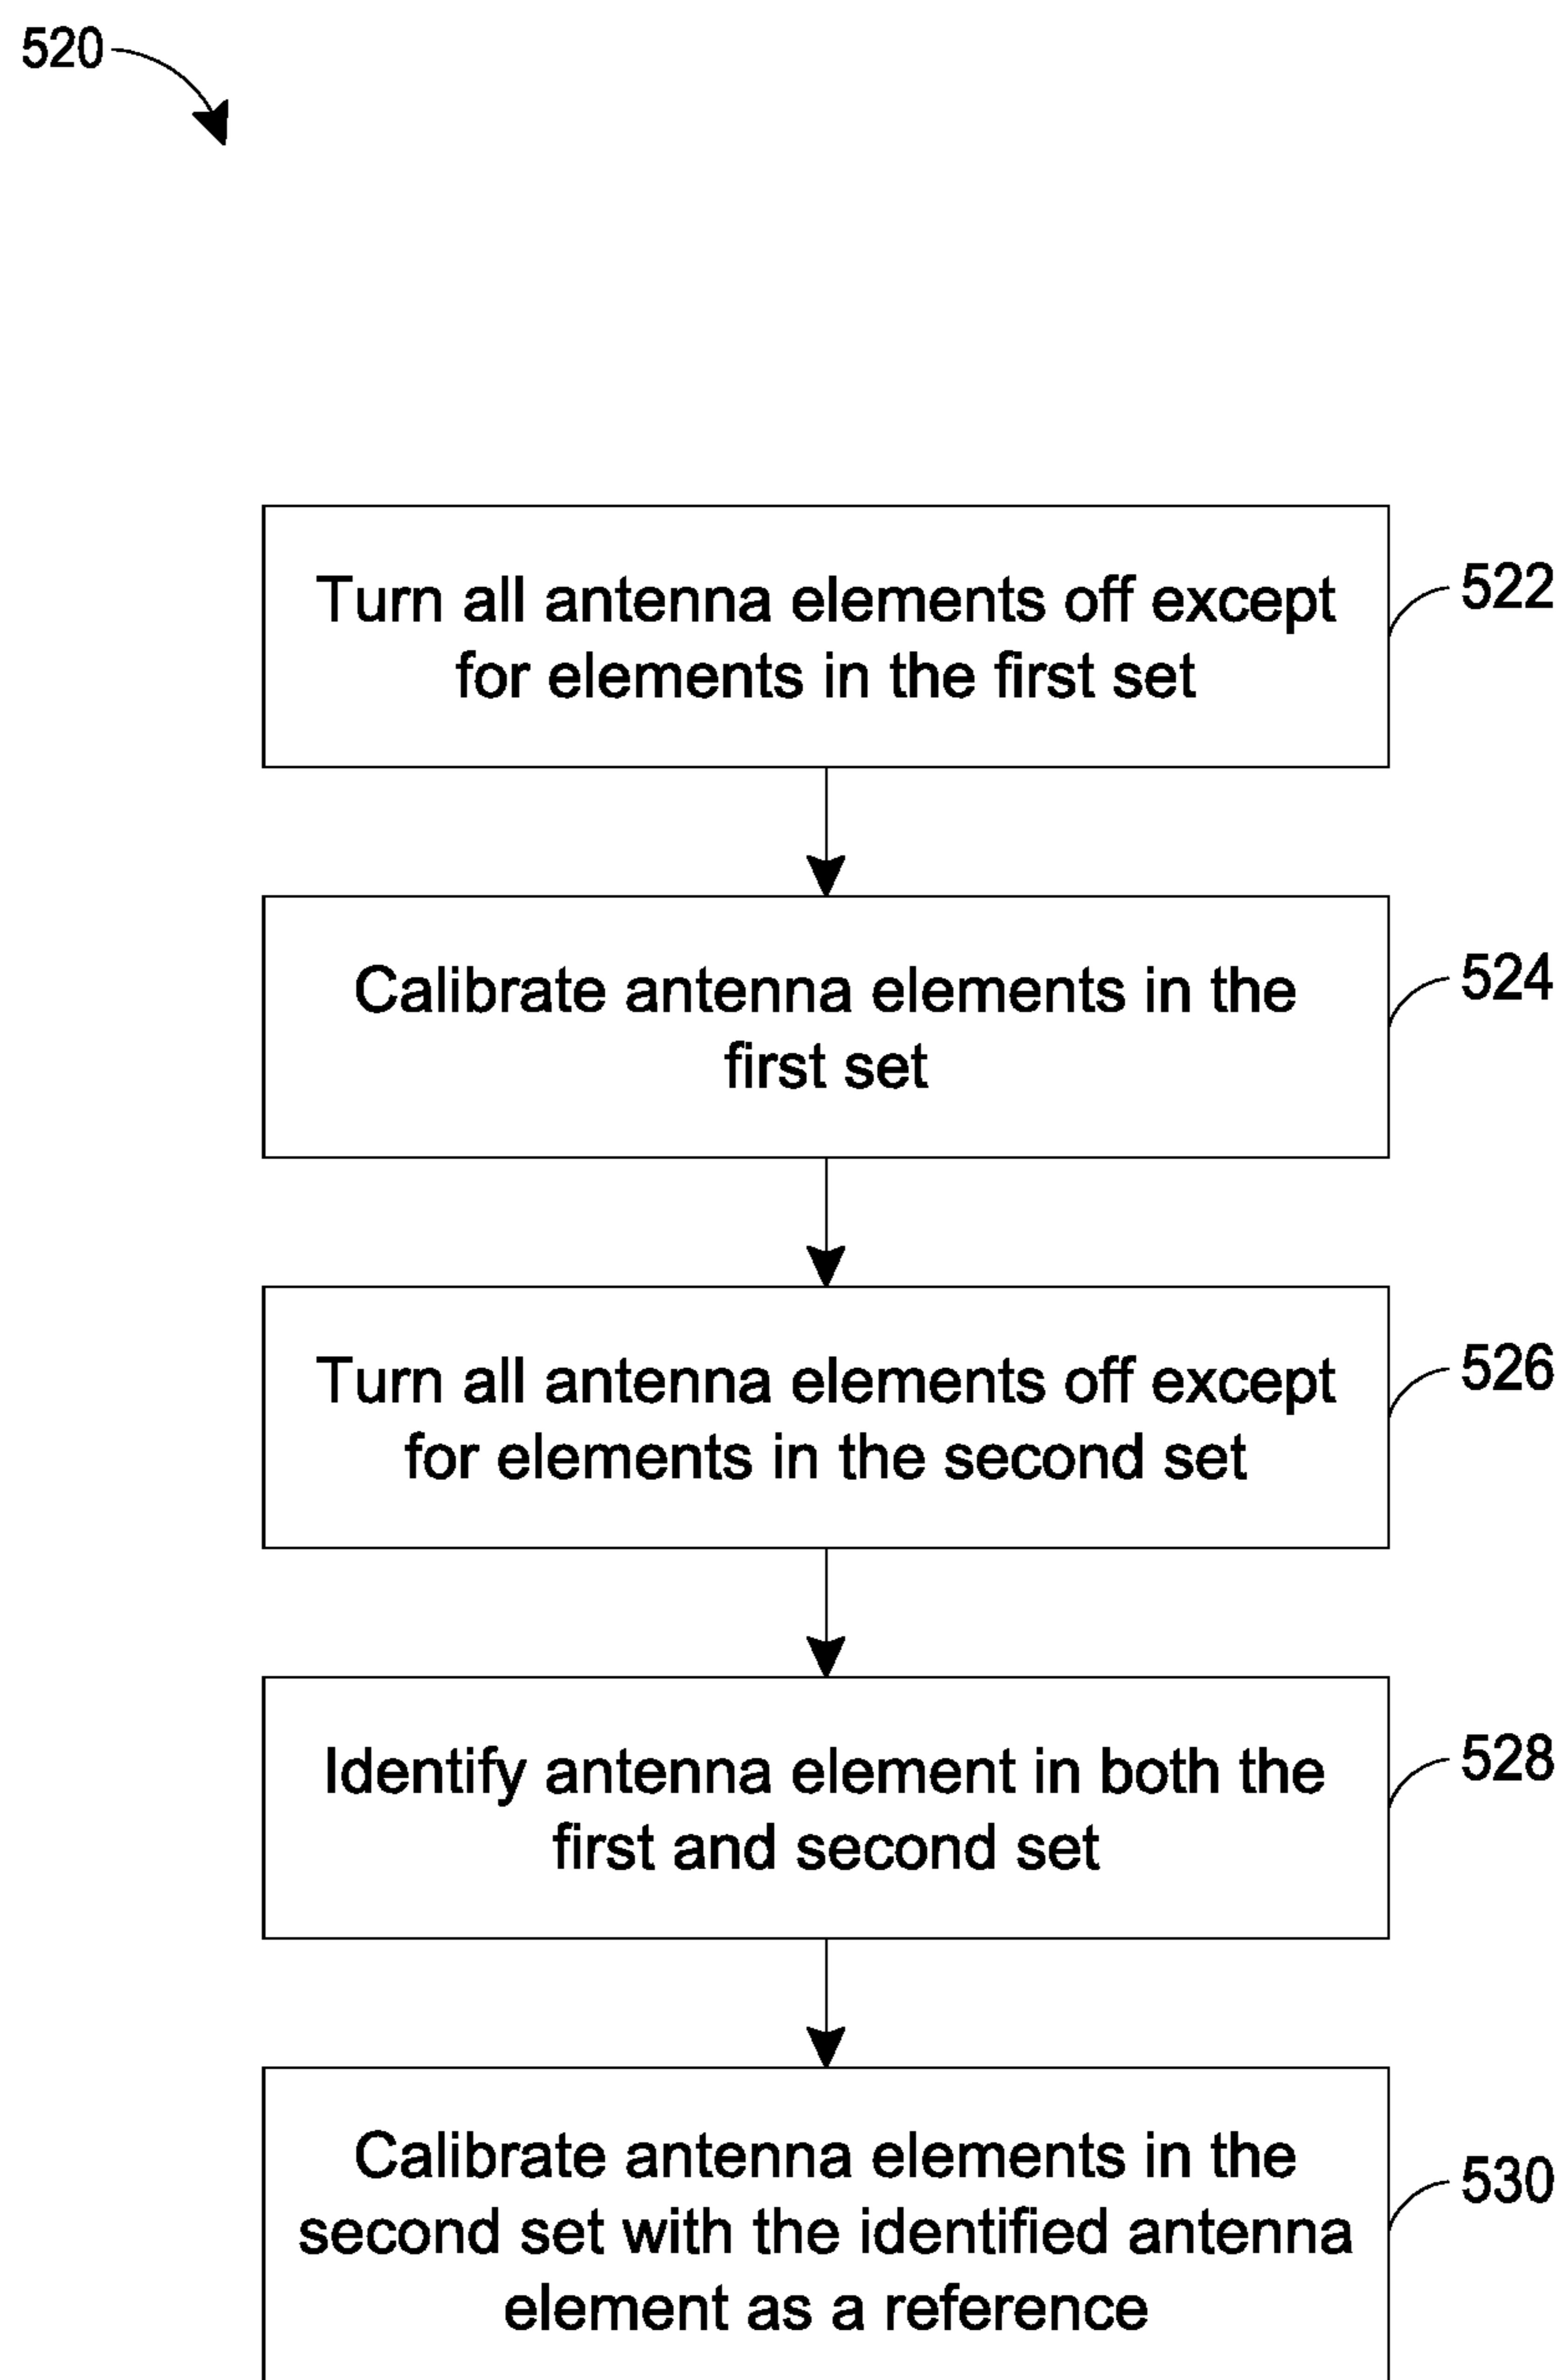 520
Turn all antenna elements off except
for elements in the first set
522
Calibrate antenna elements in the
first set
524
Turn all antenna elements off except
for elements in the second set
526
Identify antenna element in both the
first and second set
528
Calibrate antenna elements in the
second set with the identified antenna
element as a reference
530